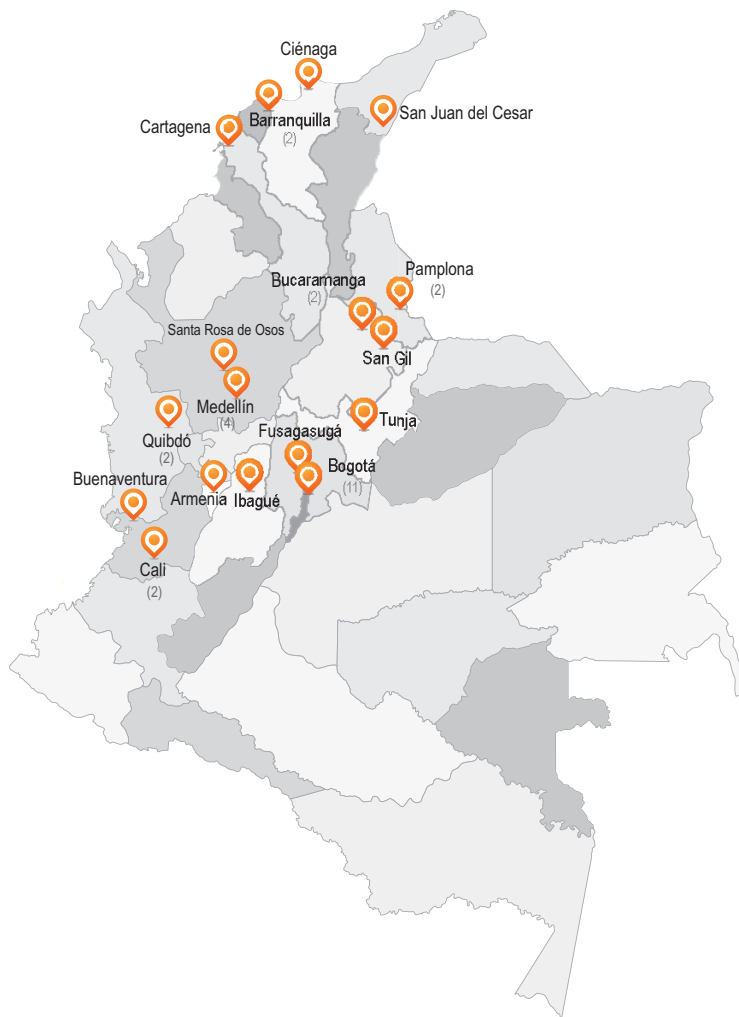 Ciénaga
San Juan del Cesar
Barranquilla
(2)
Cartagena
Pamplona
(2)
Bucaramanga
(2)
Santa Rosa de Osos
San Gil
Medellín
(4)
Tunja
Quibdó
(2)
Fusagasugá
Bogotá
(11)
Buenaventura
Armenia
Ibagué
Cali
(2)